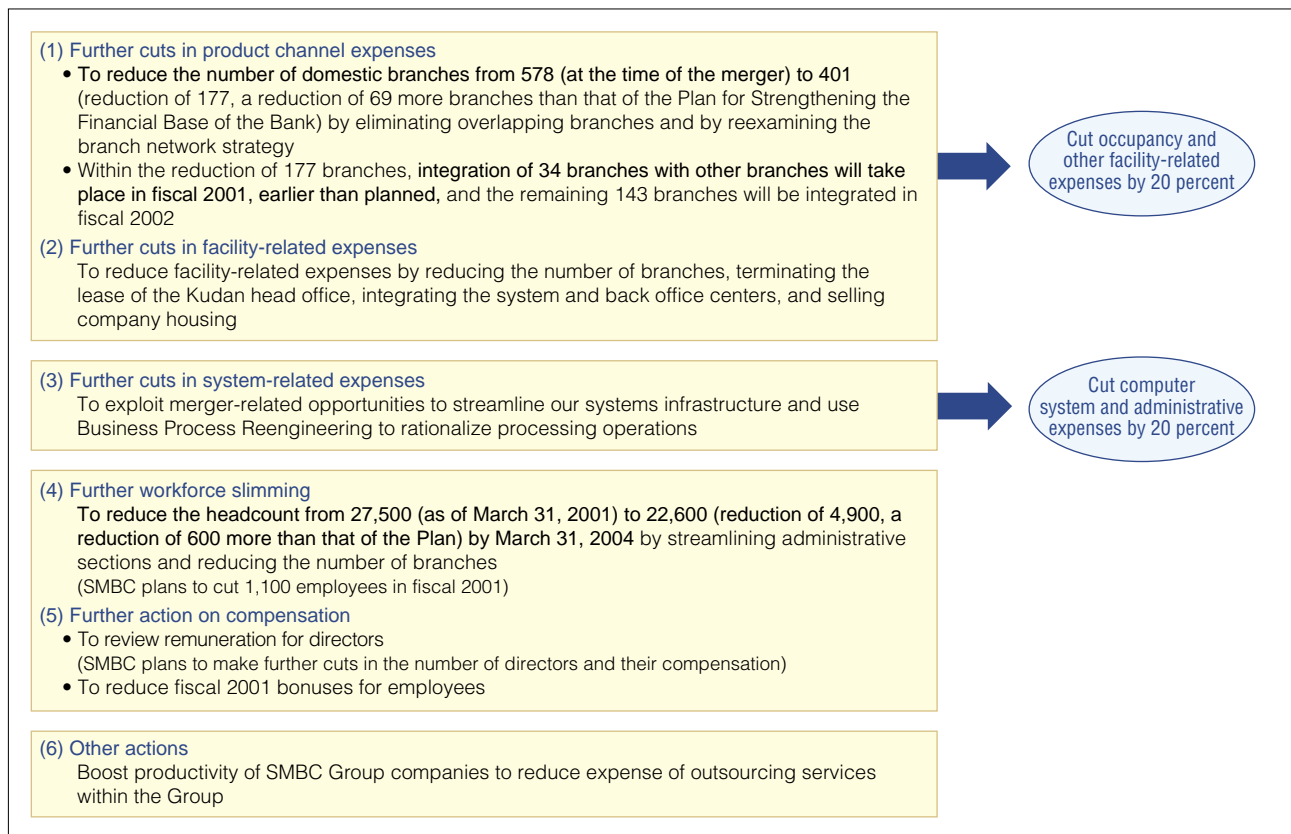 (1) Further cuts in product channel expenses
• To reduce the number of domestic branches from 578 (at the time of the merger) to 401
(reduction of 177, a reduction of 69 more branches than that of the Plan for Strengthening the
Financial Base of the Bank) by eliminating overlapping branches and by reexamining the
branch network strategy
• Within the reduction of 177 branches, integration of 34 branches with other branches will take
place in fiscal 2001, earlier than planned, and the remaining 143 branches will be integrated in
fiscal 2002
(2) Further cuts in facility-related expenses
To reduce facility-related expenses by reducing the number of branches, terminating the
lease of the Kudan head office, integrating the system and back office centers, and selling
company housing
Cut occupancy and
other facility-related
expenses by 20 percent
(3) Further cuts in system-related expenses
To exploit merger-related opportunities to streamline our systems infrastructure and use
Business Process Reengineering to rationalize processing operations
Cut computer
system and administrative
expenses by 20 percent
(4) Further workforce slimming
To reduce the headcount from 27,500 (as of March 31, 2001) to 22,600 (reduction of 4,900, a
reduction of 600 more than that of the Plan) by March 31, 2004 by streamlining administrative
sections and reducing the number of branches
(SMBC plans to cut 1,100 employees in fiscal 2001)
(5) Further action on compensation
• To review remuneration for directors
(SMBC plans to make further cuts in the number of directors and their compensation)
• To reduce fiscal 2001 bonuses for employees
(6) Other actions
Boost productivity of SMBC Group companies to reduce expense of outsourcing services
within the Group